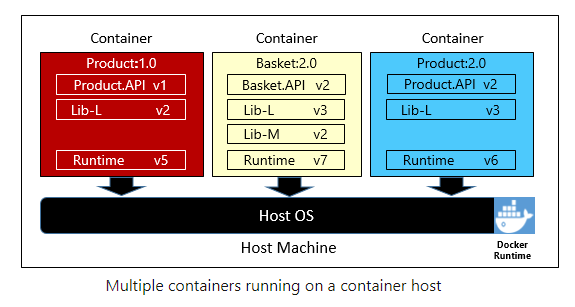 Container Container Container
Product:1.0 Basket:2.0 Product:2.0
Product.API v1 Basket.API v2 Product.API v2
Lib-L v2 Lib-L v3 Lib-L v3
Lib-M v2
Runtime v5 Runtime v7 Runtime v6
Host OS
Host Machine
Docker
Runtime
Multiple containers running on a container host